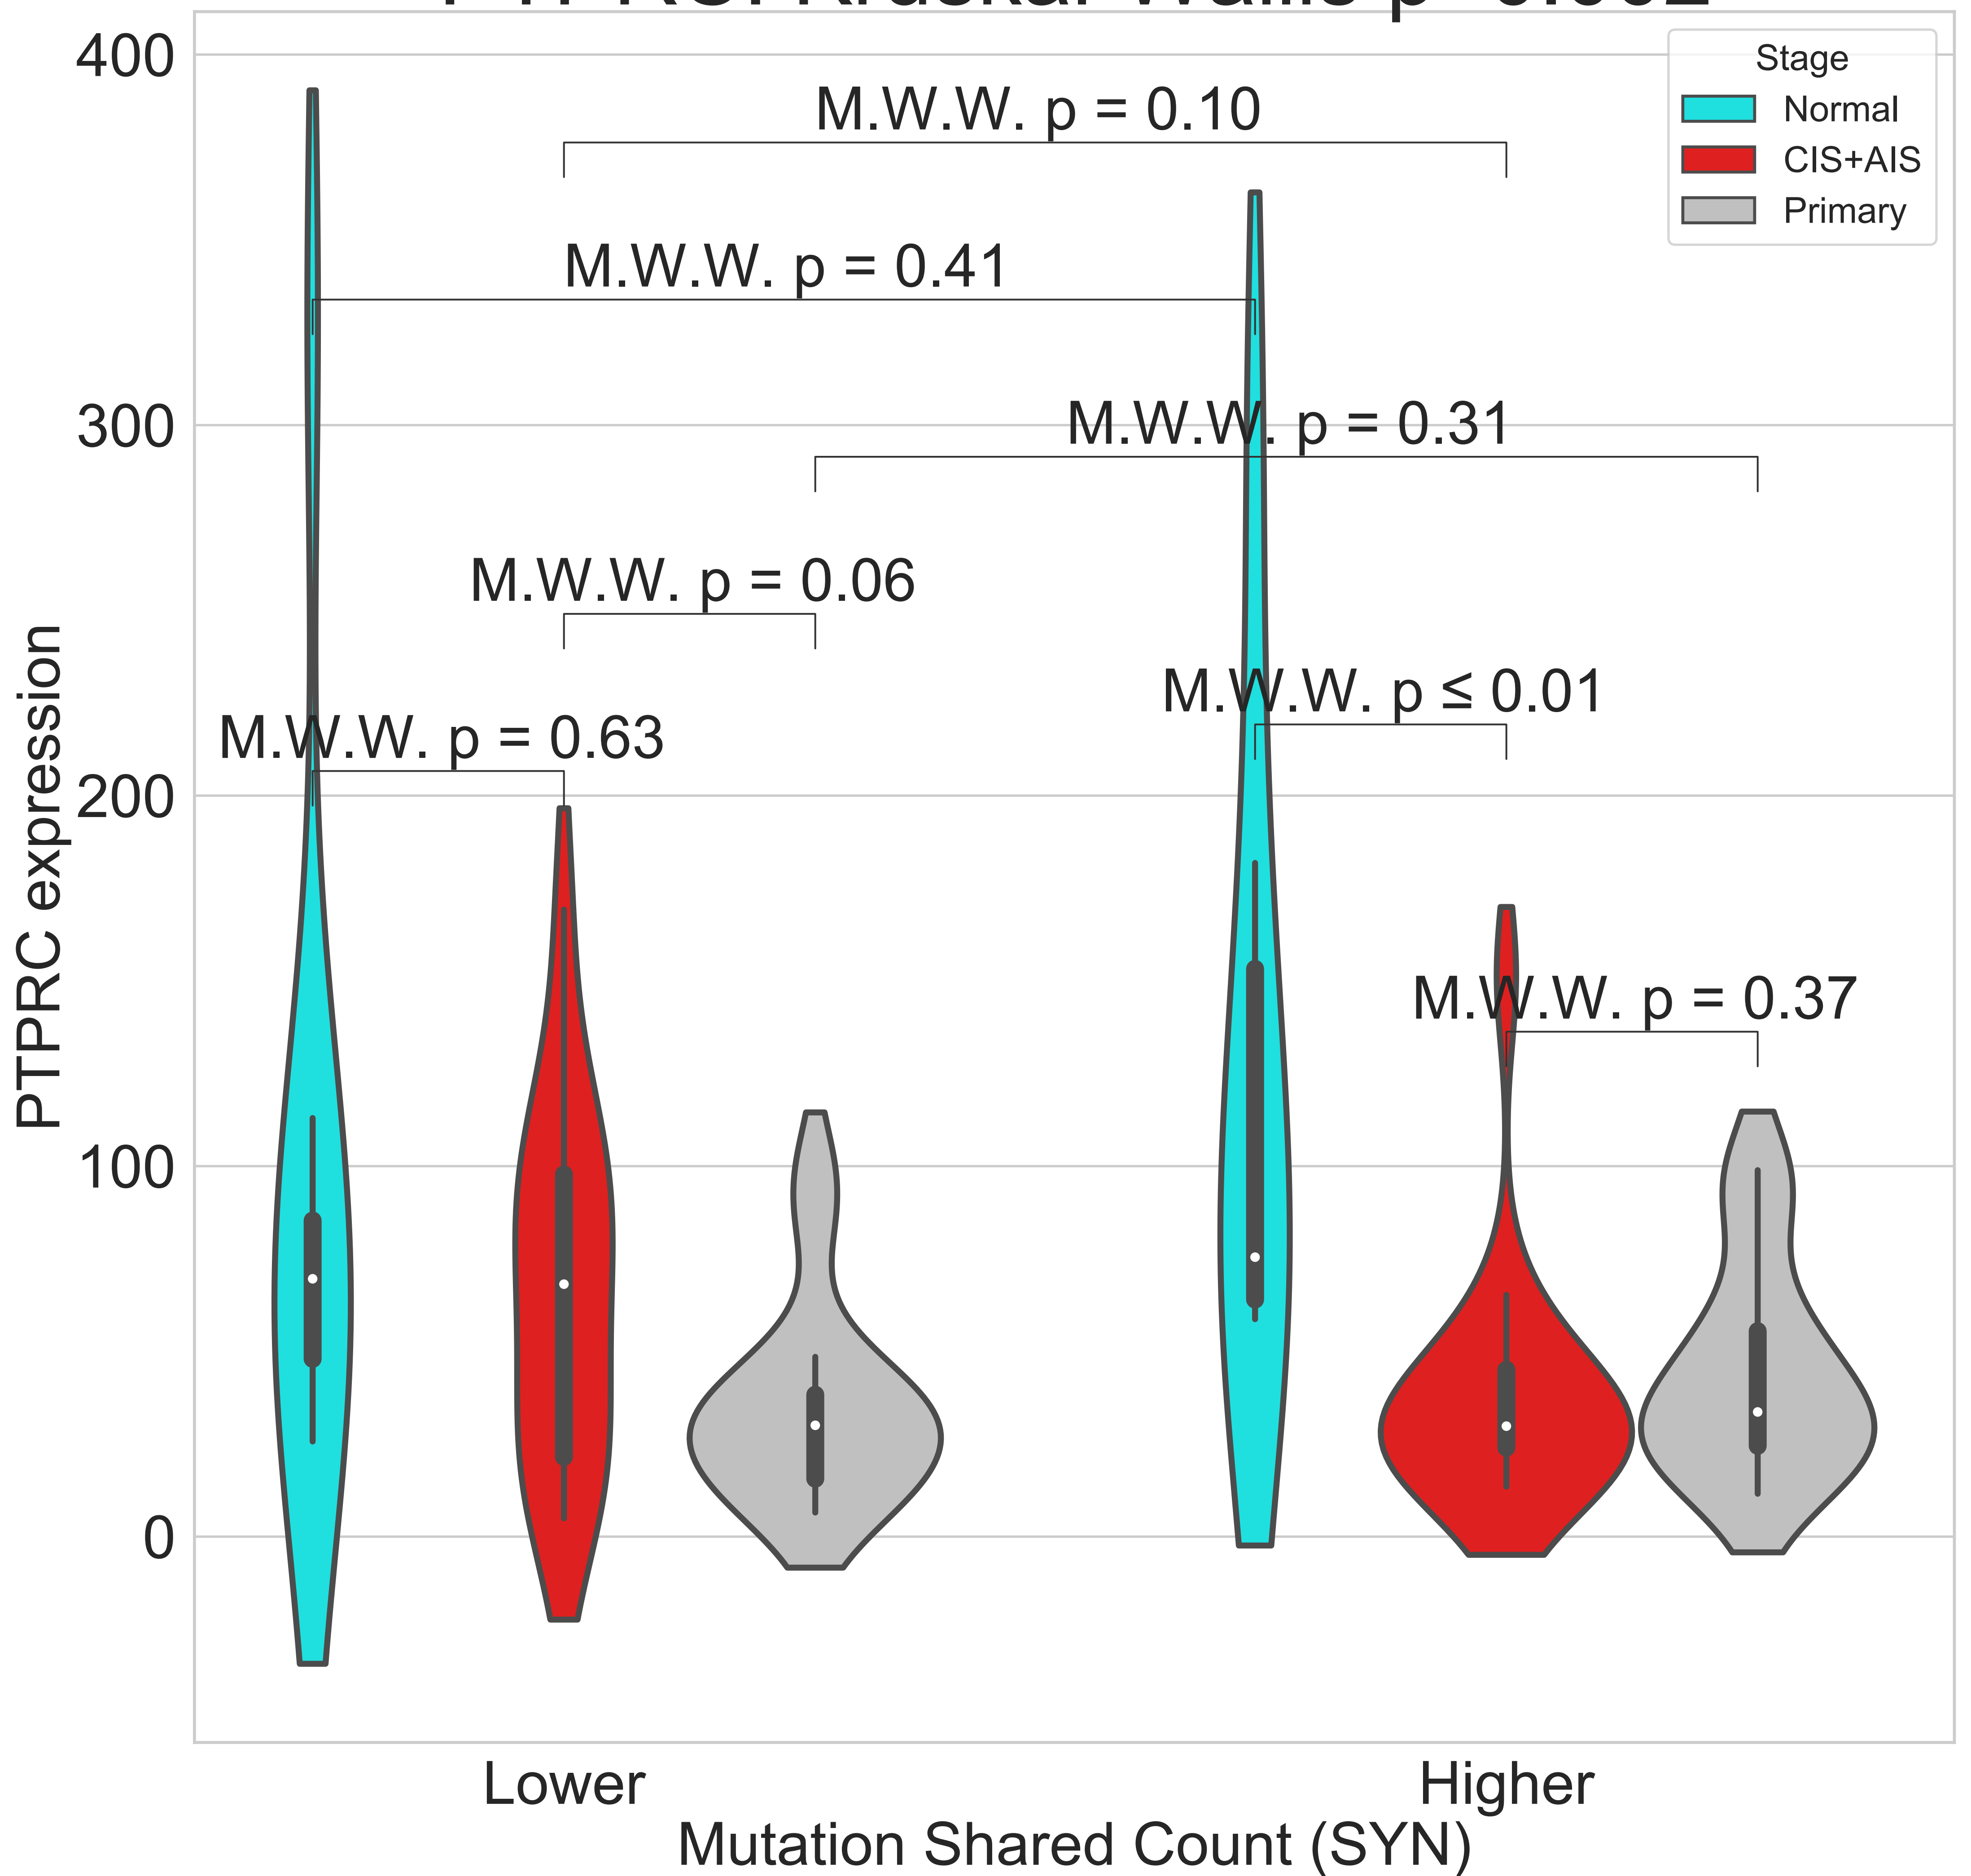 400
M.W.W. p = 0.10
Stage
Normal
CIS+AIS
Primary
M.W.W. p = 0.41
300
M.W.W. p = 0.31
M.W.W. p = 0.06
M.W.W. p ≤ 0.01
M.W.W. p = 0.63
200
PTPRC expression
M.W.W. p = 0.37
100
0
Lower
Higher
Mutation Shared Count (SYN)